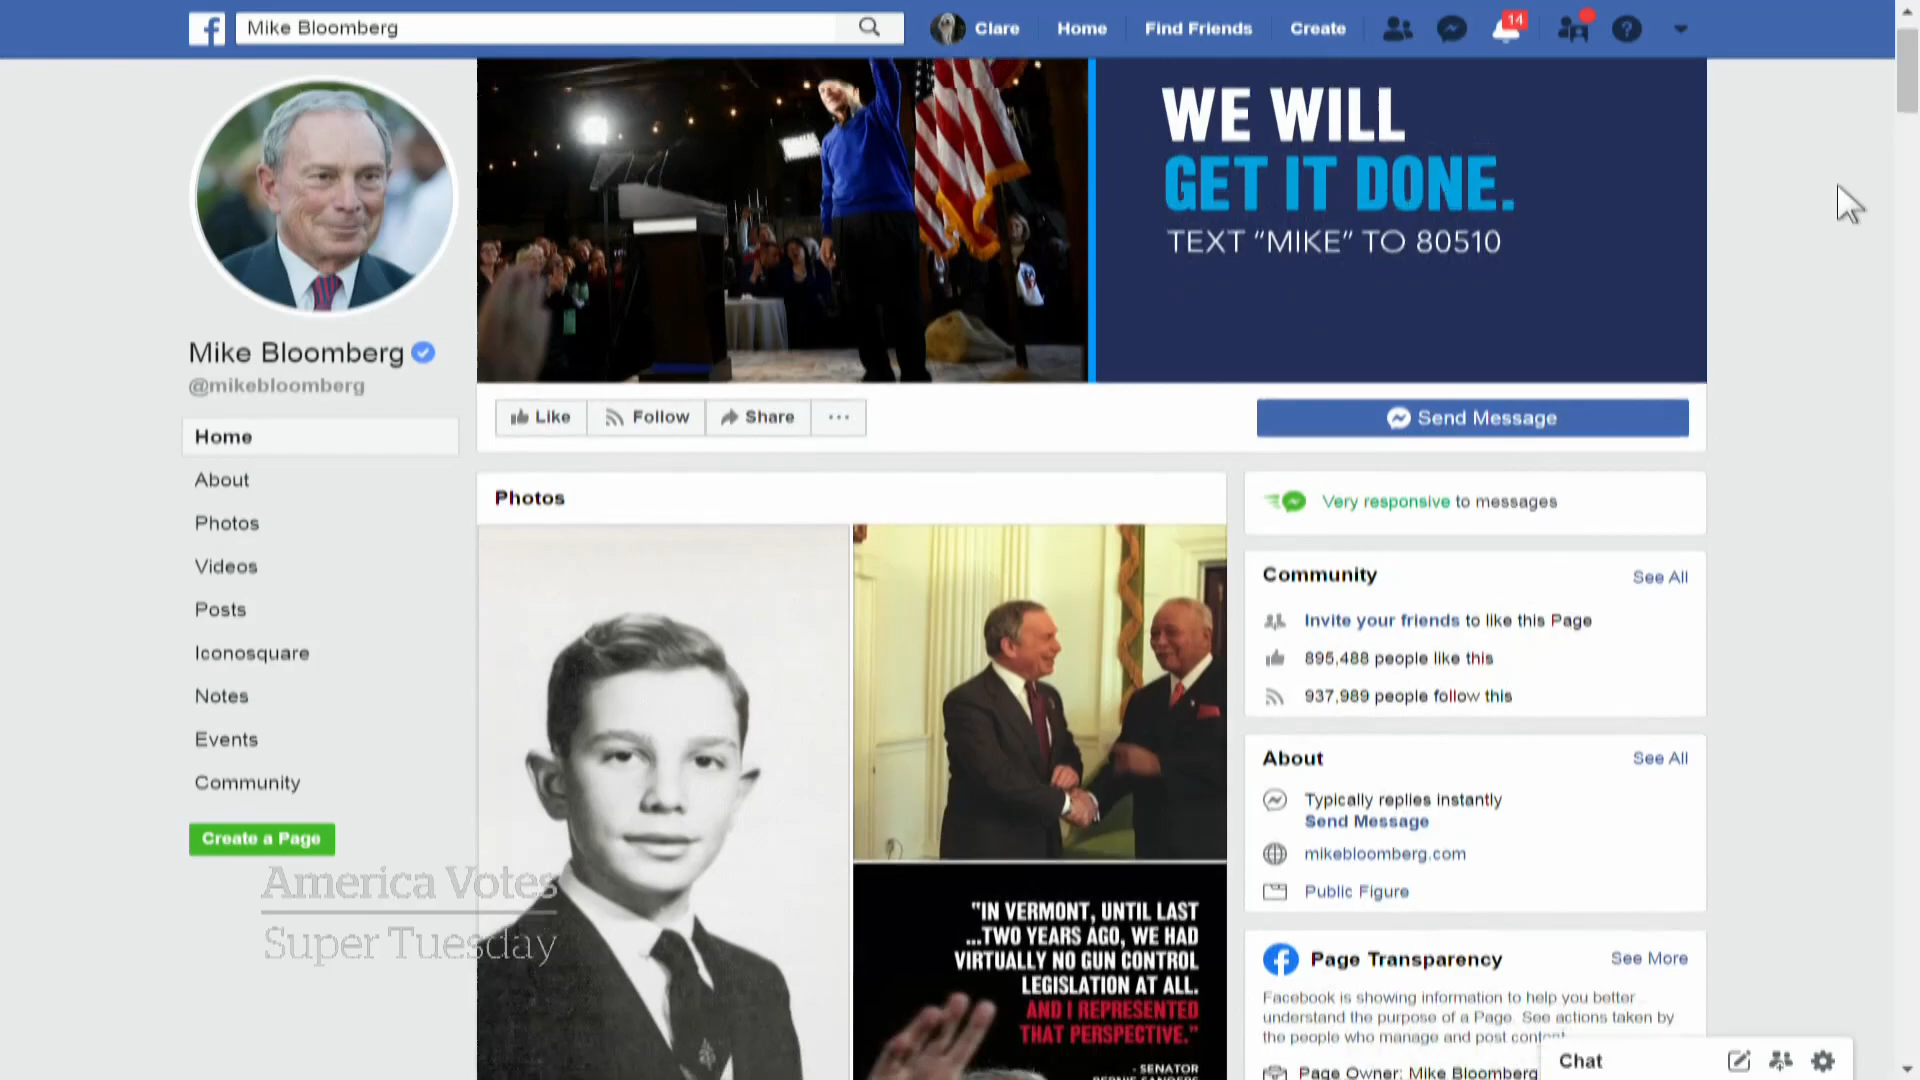 Mike Bloomberg
Clare
Home
Find Friends
Create
14
WE WILL
GET IT DONE.
TEXT “MIKE” TO 80510
Mike Bloomberg
@mikebloomberg
Like
Follow
Share
Send Message
Home
About
Photos
Videos
Posts
Iconosquare
Notes
Events
Community
Create a Page
America Votes
Super Tuesday
Photos
"IN VERMONT, UNTIL LAST
...TWO YEARS AGO, WE HAD
VIRTUALLY NO GUN CONTROL
LEGISLATION AT ALL.
AND I REPRESENTED
THAT PERSPECTIVE."
- SENATOR
BERNIE SANDERS
Very responsive to messages
Community
See All
Invite your friends to like this Page
895,488 people like this
937,989 people follow this
About
See All
Typically replies instantly
Send Message
mikebloomberg.com
Public Figure
Page Transparency
See More
Facebook is showing information to help you better
understand the purpose of a Page. See actions taken by
the people who manage and post content.
Page Owner: Mike Bloomberg
Chat